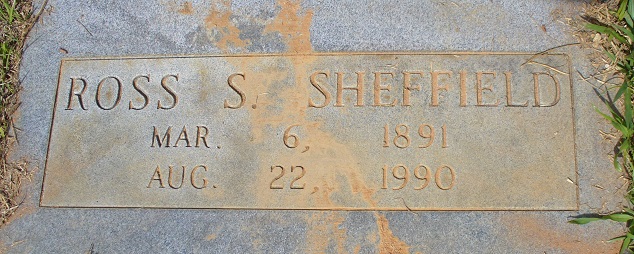 ROSS S. SHEFFIELD
MAR. 6, 1891
AUG. 22, 1990